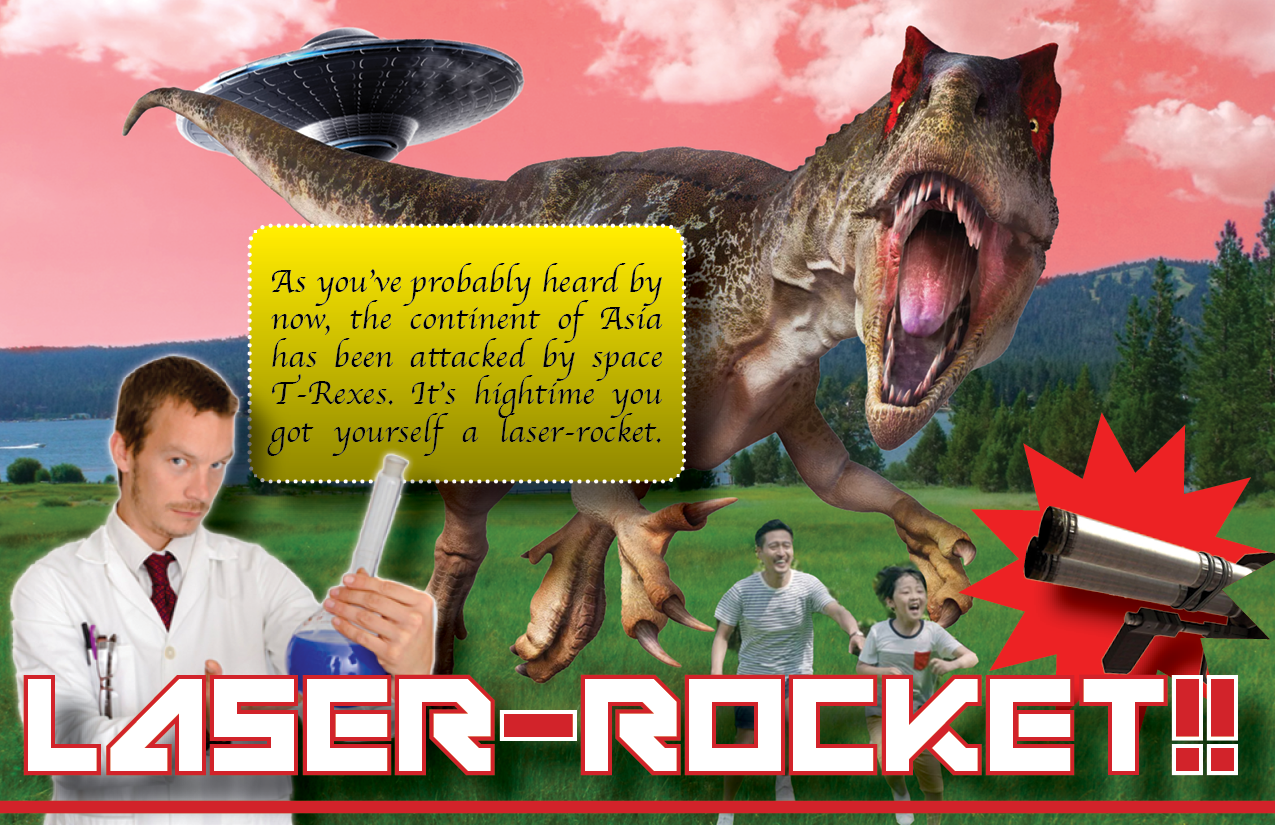 As you've probably heard by
now, the continent of Asia
has been attacked by space
T-Rexes. It's hightime you
got yourself a laser-rocket.
LASER-ROCKET!!